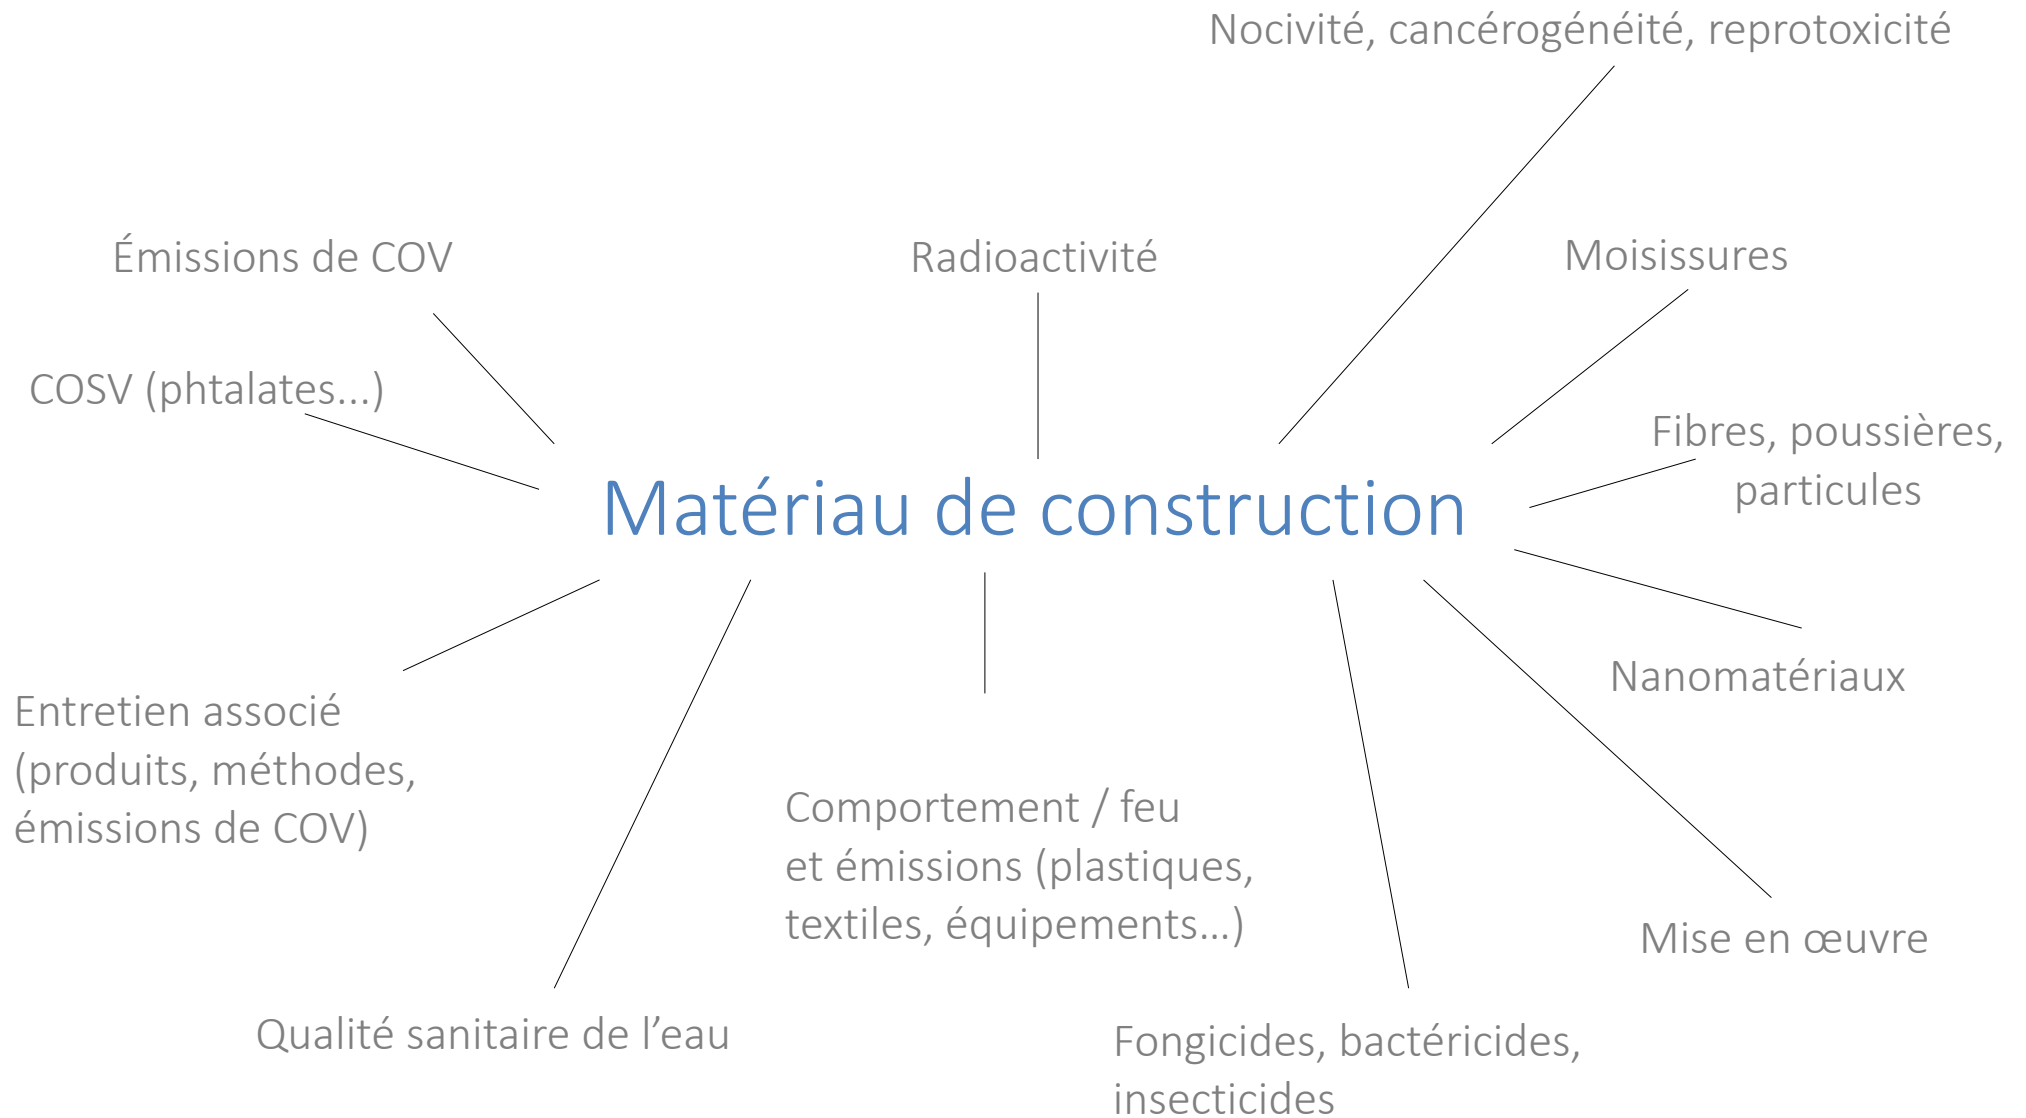 Nocivité, cancérogénéité, reprotoxicité
Émissions de COV
Radioactivité
Moisissures
COSV (phtalates...)
Fibres, poussières,
particules
Matériau de construction
Nanomatériaux
Entretien associé
(produits, méthodes,
émissions de COV)
Comportement / feu
et émissions (plastiques,
textiles, équipements…)
Mise en œuvre
Qualité sanitaire de l’eau
Fongicides, bactéricides,
insecticides